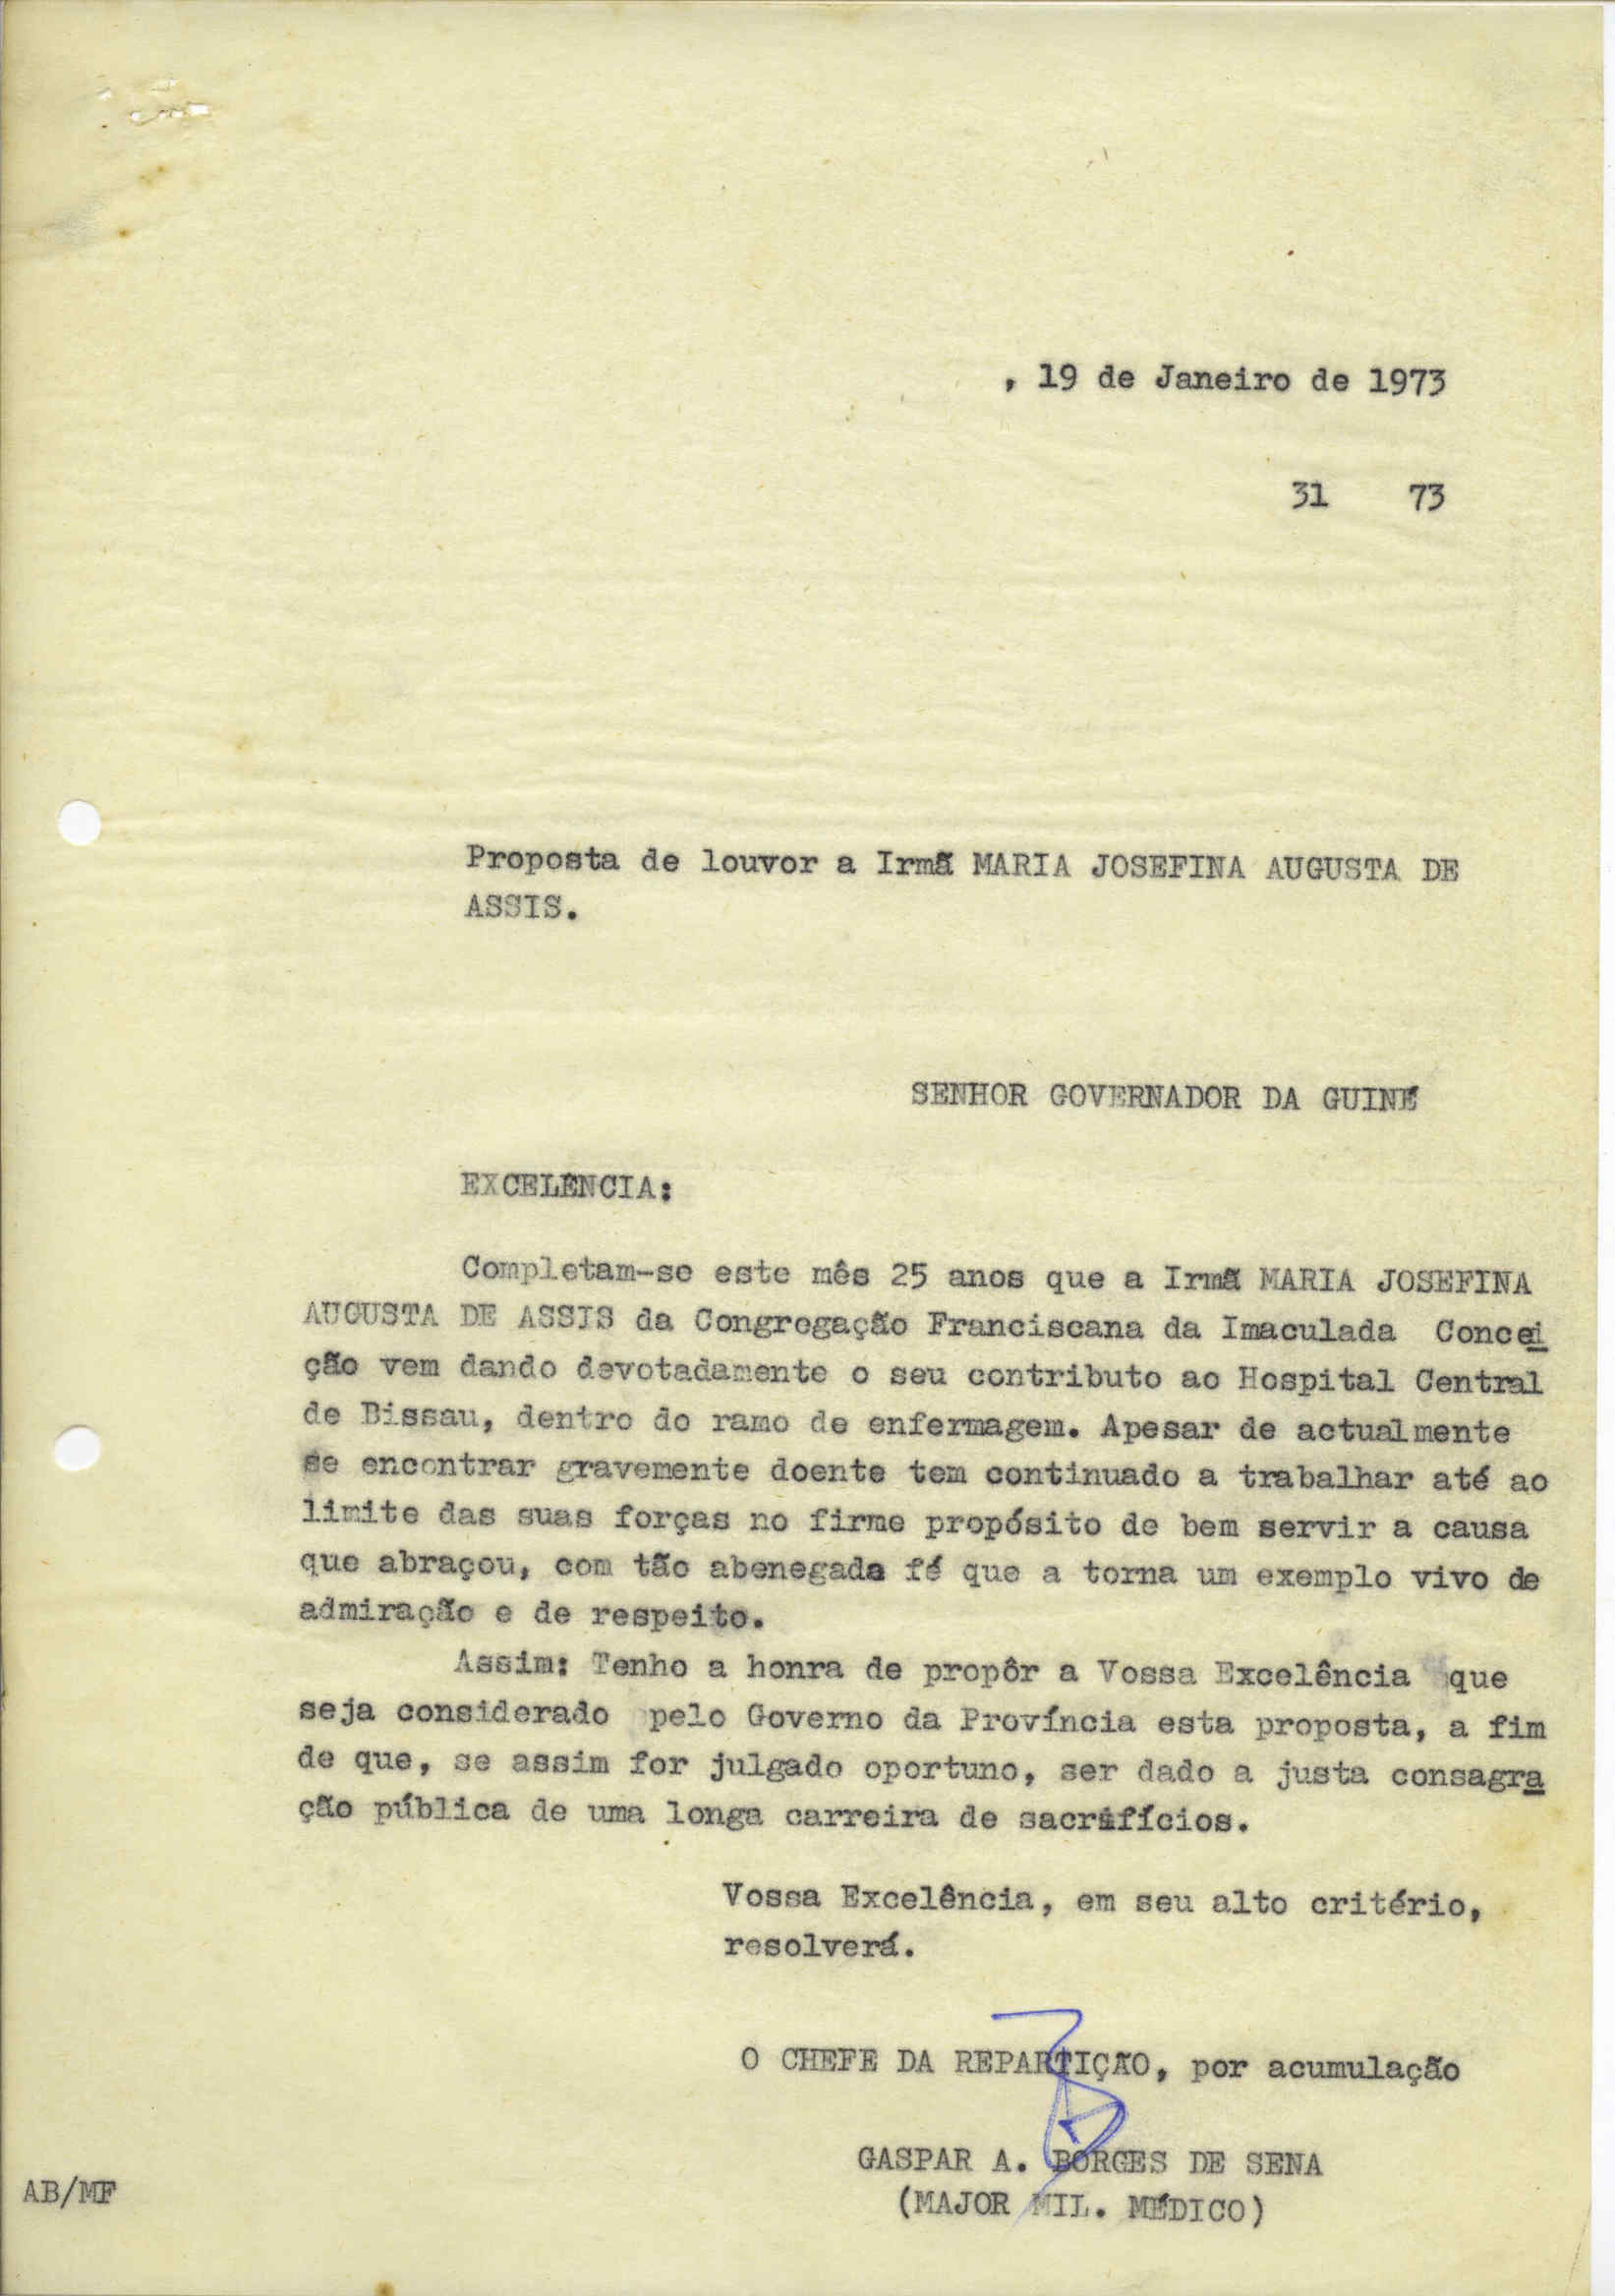 , 19 de Janeiro de 1973
31 73
Proposta de louvor a Irmã MARIA JOSEFINA AUGUSTA DE
ASSIS.
SENHOR GOVERNADOR DA GUINÉ
EXCELÊNCIA:
Completam-se este mês 25 anos que a Irmã MARIA JOSEFINA
AUGUSTA DE ASSIS da Congregação Franciscana da Imaculada Concei
ção vem dando devotadamente o seu contributo ao Hospital Central
de Bissau, dentro do ramo de enfermagem. Apesar de actualmente
se encontrar gravemente doente tem continuado a trabalhar até ao
limite das suas forças no firme propósito de bem servir a causa
que abraçou, com tão abenegada fé que a torna um exemplo vivo de
admiração e de respeito.
Assim: Tenho a honra de propôr a Vossa Excelência que
seja considerado pelo Governo da Província esta proposta, a fim
de que, se assim for julgado oportuno, ser dado a justa consagra
ção pública de uma longa carreira de sacrifícios.
Vossa Excelência, em seu alto critério,
resolverá.
O CHEFE DA REPARTIÇÃO, por acumulação
GASPAR A. BORGES DE SENA
AB/MF
(MAJOR MIL. MÉDICO)